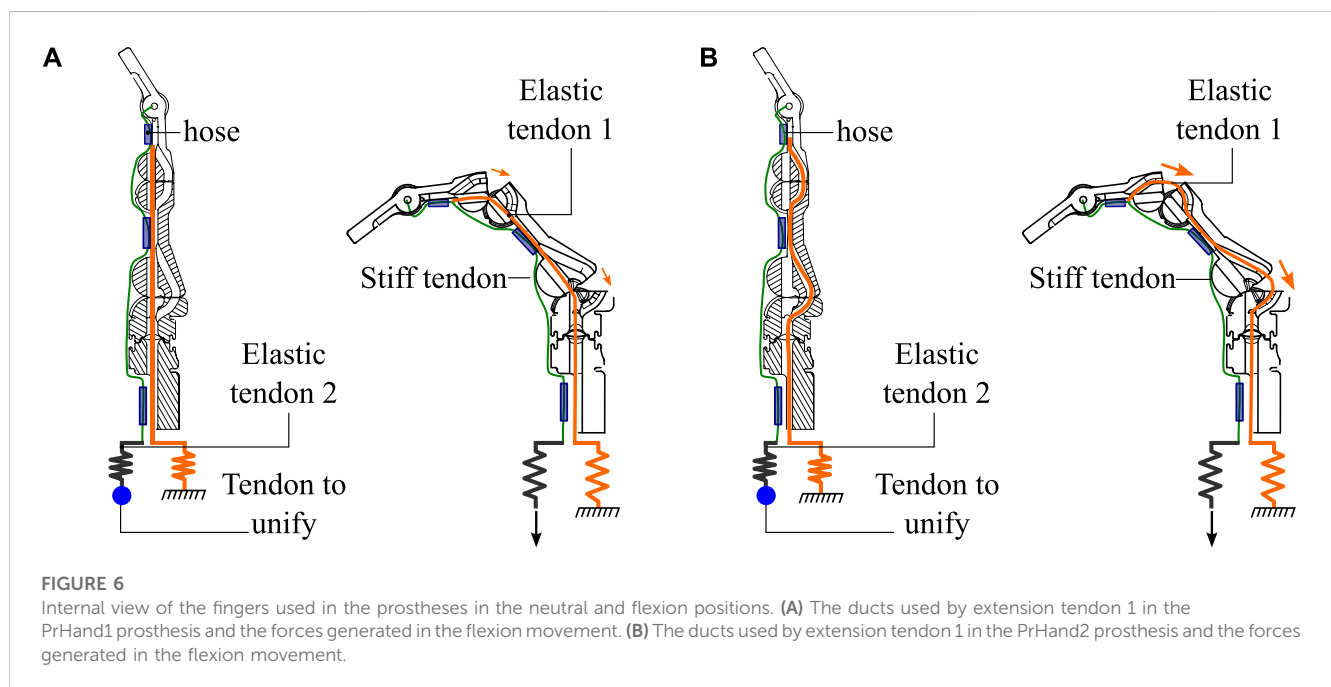 A
hose
Elastic
tendon 1
Stiff tendon
Elastic
tendon 2
Tendon to
unify
B
hose
Elastic
tendon 1
Stiff tendon
Elastic
tendon 2
Tendon to
unify
FIGURE 6
Internal view of the fingers used in the prostheses in the neutral and flexion positions. (A) The ducts used by extension tendon 1 in the
PrHand1 prosthesis and the forces generated in the flexion movement. (B) The ducts used by extension tendon 1 in the PrHand2 prosthesis and the forces
generated in the flexion movement.